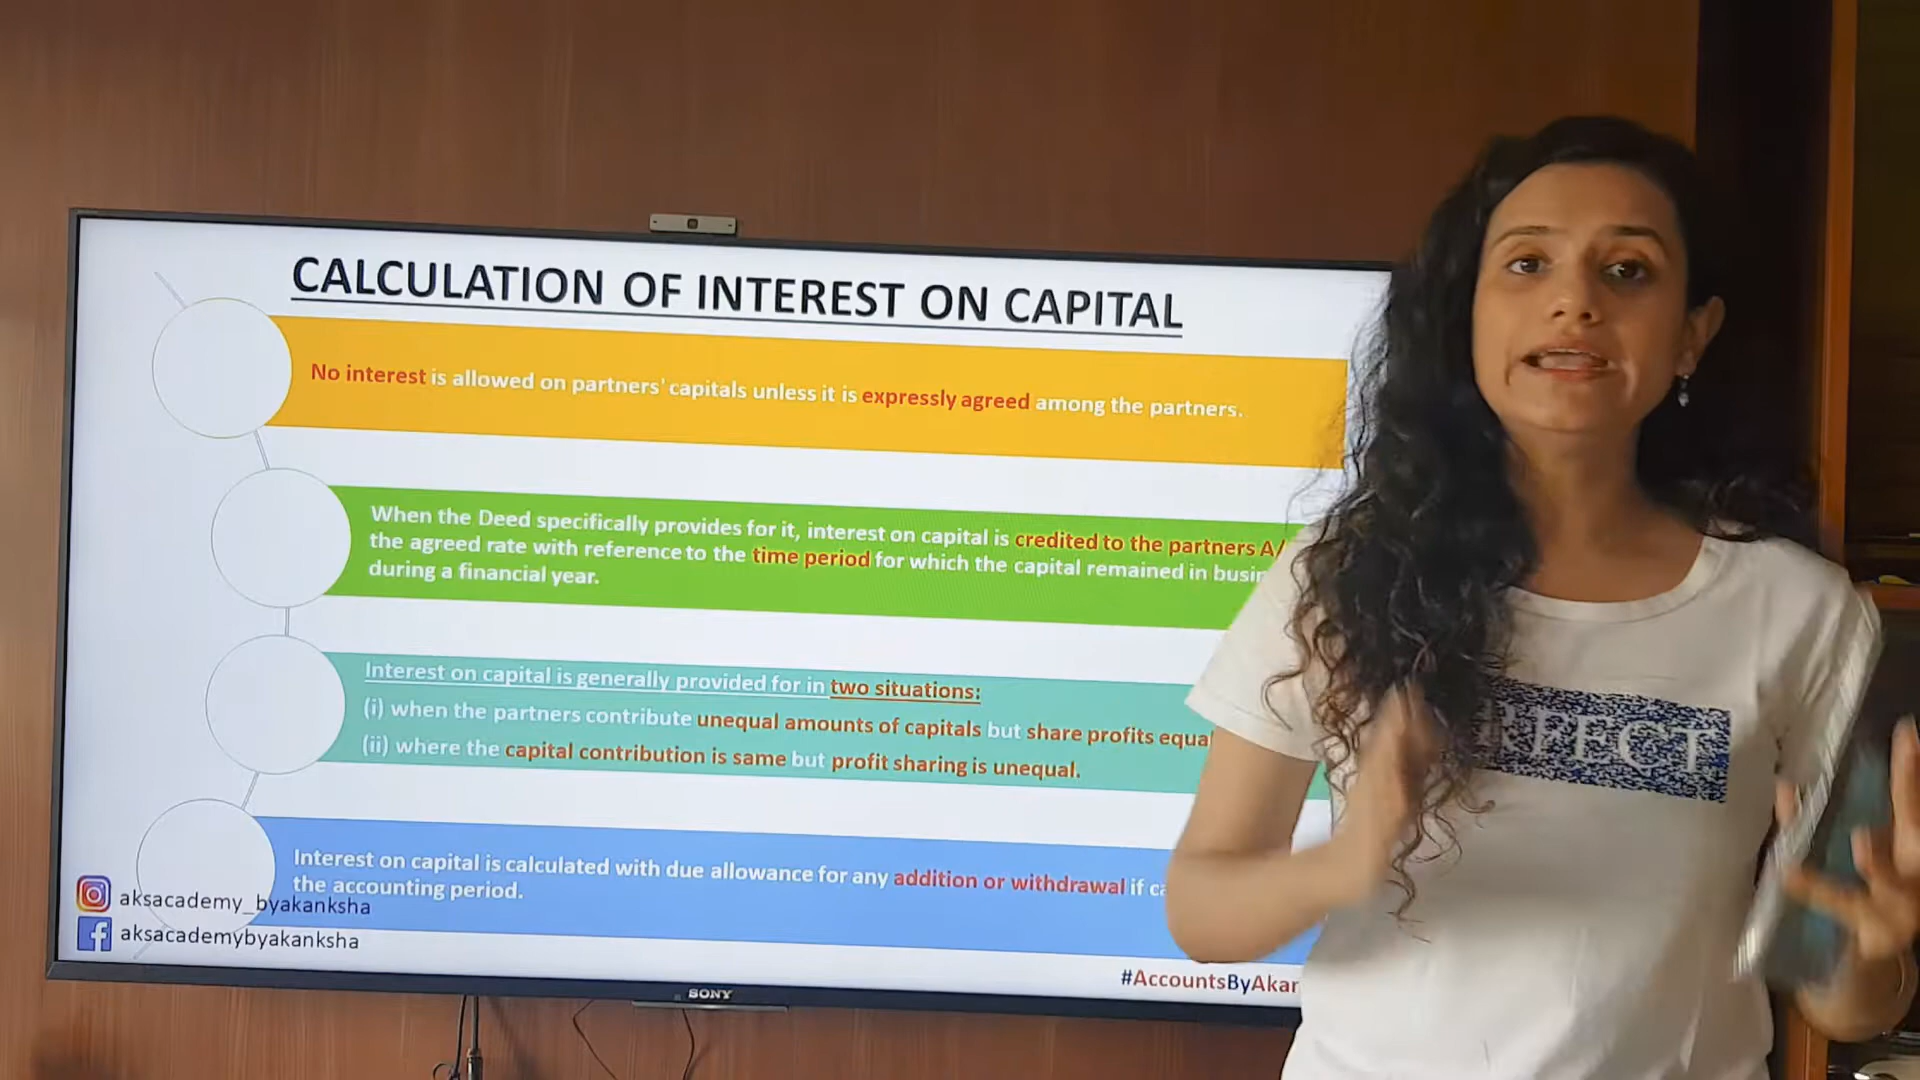 CALCULATION OF INTEREST ON CAPITAL
No interest is allowed on partners' capitals unless it is expressly agreed among the partners.
When the Deed specifically provides for it, interest on capital is credited to the partners A/
the agreed rate with reference to the time period for which the capital remained in busin
during a financial year.
Interest on capital is generally provided for in two situations:
(i) when the partners contribute unequal amounts of capitals but share profits equal
(ii) where the capital contribution is same but profit sharing is unequal.
Interest on capital is calculated with due allowance for any addition or withdrawal if ca
the accounting period.
aksacademy_byakanksha
aksacademybyakanksha
#AccountsByAkan
SONY
RFECT